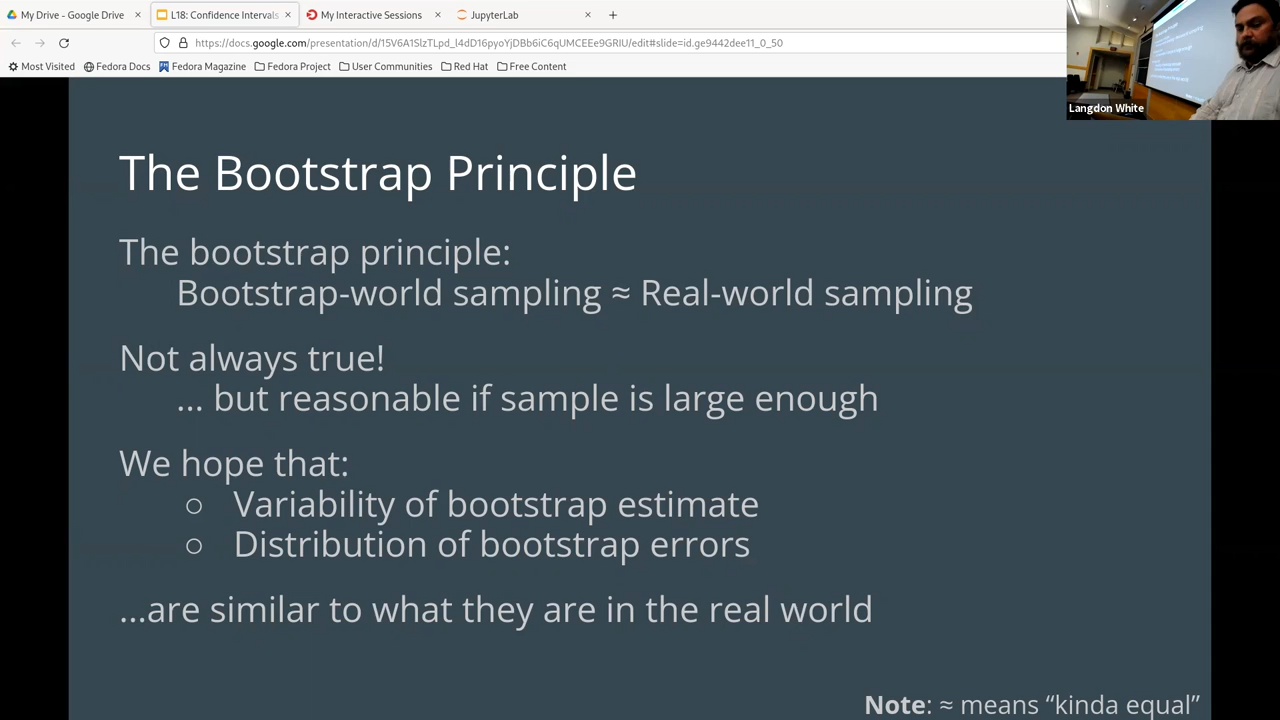 My Drive - Google Drive
L18: Confidence Intervals
My Interactive Sessions
JupyterLab
https://docs.google.com/presentation/d/15V6A1SlzTLpd_l4dD16pyoYjDBb6iC6qUMCEEe9GRIU/edit#slide=id.ge9442dee11_0_50
Most Visited Fedora Docs Fedora Magazine Fedora Project User Communities Red Hat Free Content
Langdon White
The Bootstrap Principle
The bootstrap principle:
Bootstrap-world sampling ≈ Real-world sampling
Not always true!
... but reasonable if sample is large enough
We hope that:
○ Variability of bootstrap estimate
○ Distribution of bootstrap errors
...are similar to what they are in the real world
Note: ≈ means “kinda equal”